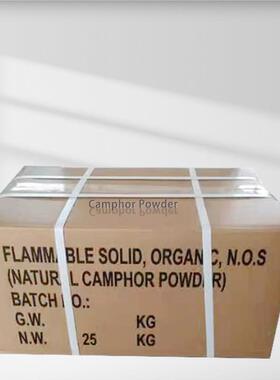 Camphor Powder
FLAMMABLE SOLID, ORGANIC, N.O.S
(NATURAL CAMPHOR POWDER)
BATCH NO.:
G.W. KG
N.W. 25 KG